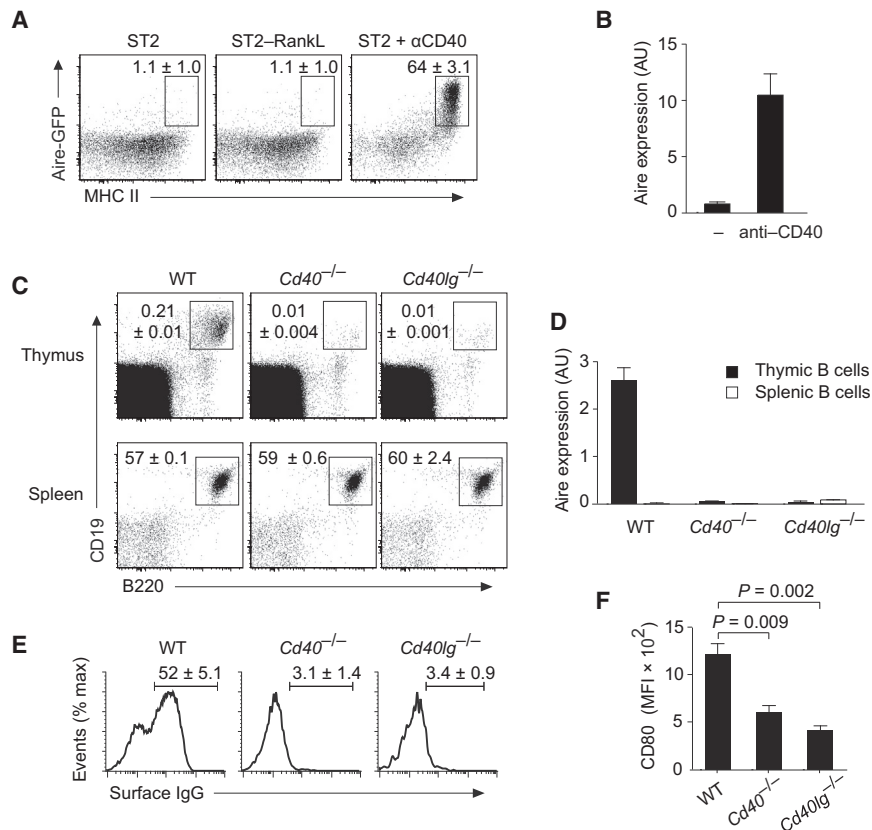 A
ST2
ST2–RankL
ST2 + αCD40
1.1 ± 1.0
1.1 ± 1.0
64 ± 3.1
Aire-GFP
MHC II
B
Aire expression (AU)
15
10
5
0
–
anti–CD40
C
WT
Cd40–/–
Cd40lg–/–
Thymus
0.21
± 0.01
0.01
± 0.004
0.01
± 0.001
Spleen
57 ± 0.1
59 ± 0.6
60 ± 2.4
CD19
B220
D
Aire expression (AU)
3
2
1
0
Thymic B cells
Splenic B cells
WT
Cd40–/–
Cd40lg–/–
E
WT
Cd40–/–
Cd40lg–/–
52 ± 5.1
3.1 ± 1.4
3.4 ± 0.9
Events (% max)
Surface IgG
F
P = 0.002
P = 0.009
CD80 (MFI × 10²)
15
10
5
0
WT
Cd40–/–
Cd40lg–/–